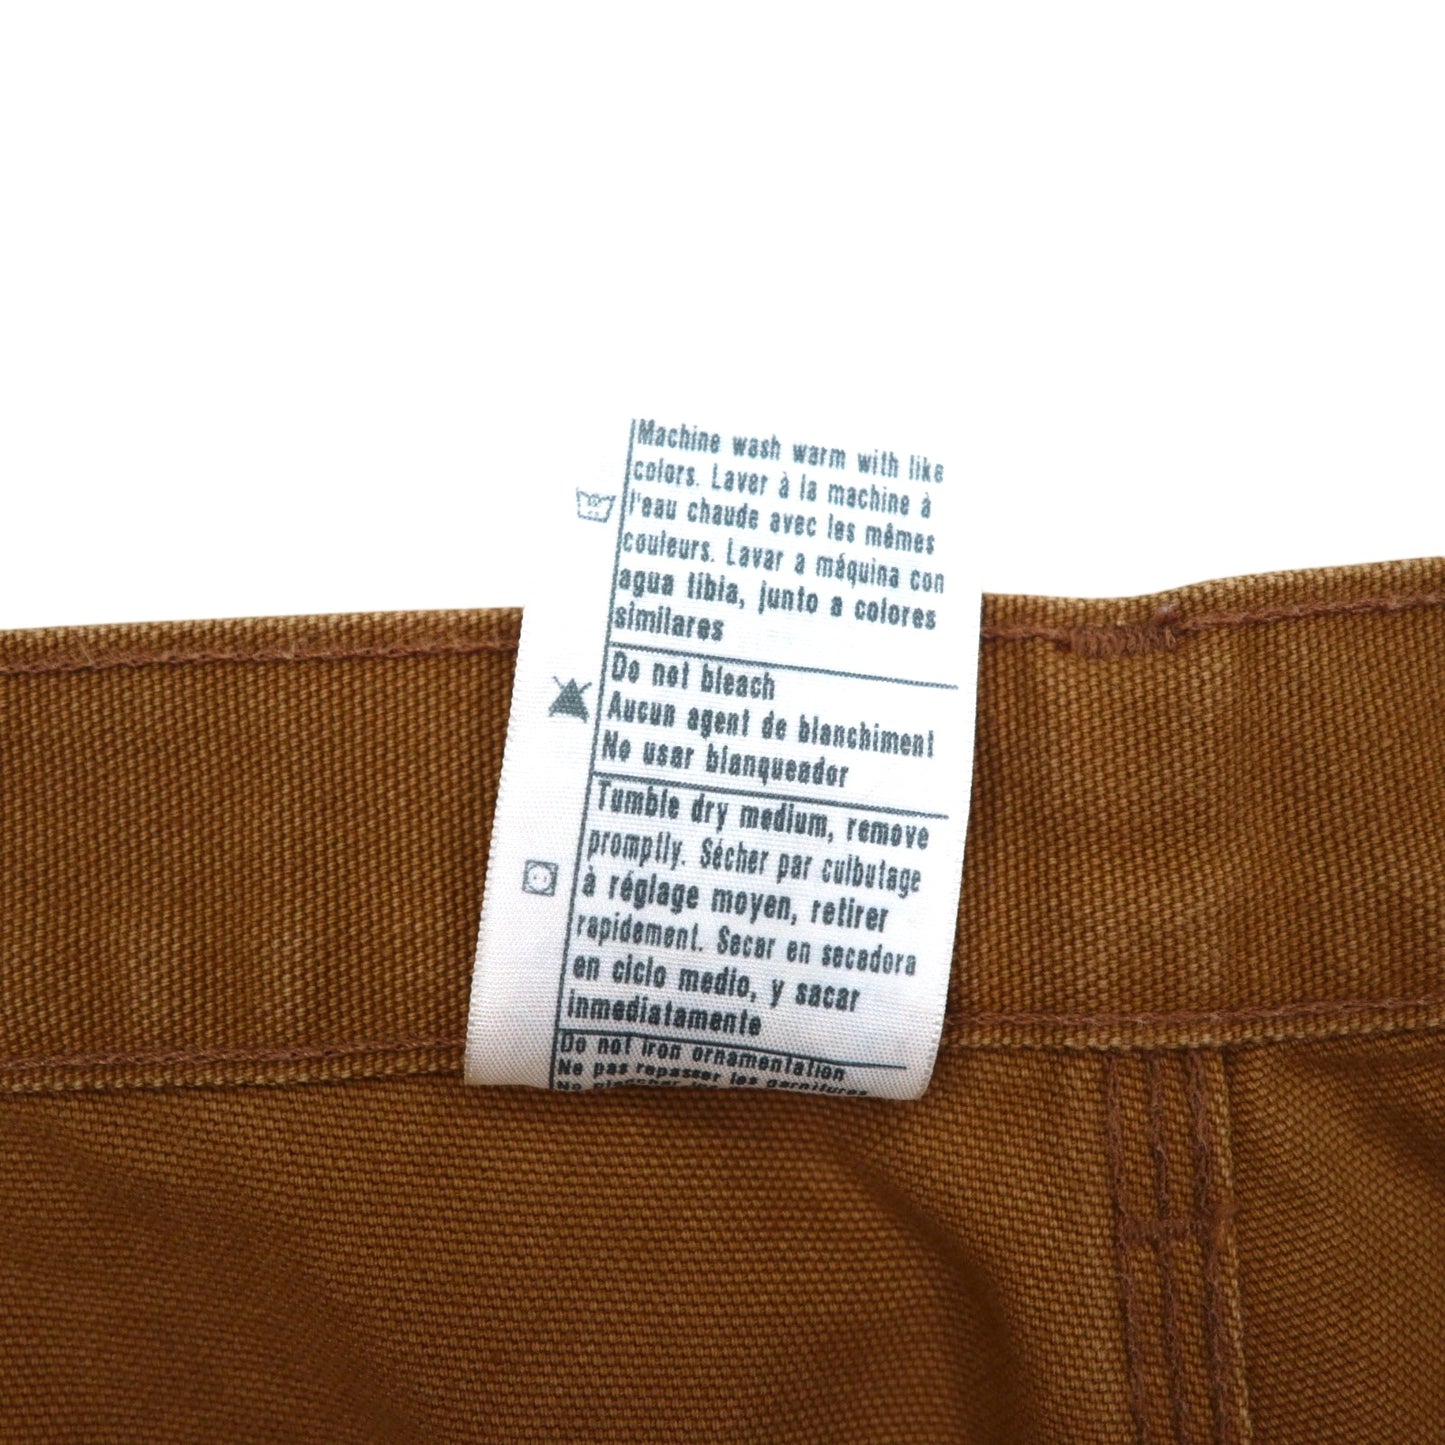 Machine wash warm with like
colors. Laver à la machine à
l'eau chaude avec les mêmes
couleurs. Lavar a máquina con
agua tibia, junto a colores
similares
Do not bleach
Aucun agent de blanchiment
No usar blanqueador
Tumble dry medium, remove
promptly. Sécher par culbutage
à réglage moyen, retirer
rapidement. Secar en secadora
en ciclo medio, y sacar
inmediatamente
Do not iron ornamentation
Ne pas repasser les garnitures
No planchar